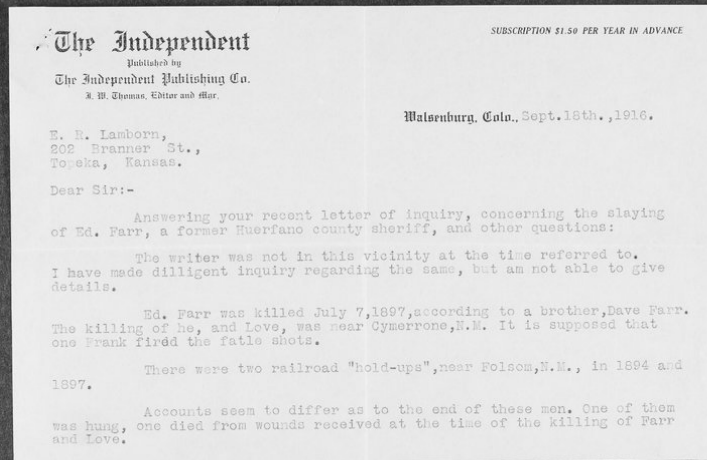 The Independent
SUBSCRIPTION $1.50 PER YEAR IN ADVANCE
Published by
The Independent Publishing Co.
I. W. Thomas, Editor and Mgr.
Walsenburg, Colo., Sept.18th.,1916.
E. R. Lamborn,
202 Branner St.,
Topeka, Kansas.
Dear Sir:-
Answering your recent letter of inquiry, concerning the slaying
of Ed. Farr, a former Huerfano county sheriff, and other questions:
The writer was not in this vicinity at the time referred to.
I have made dilligent inquiry regarding the same, but am not able to give
details.
Ed. Farr was killed July 7,1897,according to a brother,Dave Farr.
The killing of he, and Love, was near Cymerrone,N.M. It is supposed that
one Frank firéd the fatle shots.
There were two railroad "hold-ups",near Folsom,N.M., in 1894 and
1897.
Accounts seem to differ as to the end of these men. One of them
was hung, one died from wounds received at the time of the killing of Farr
and Love.